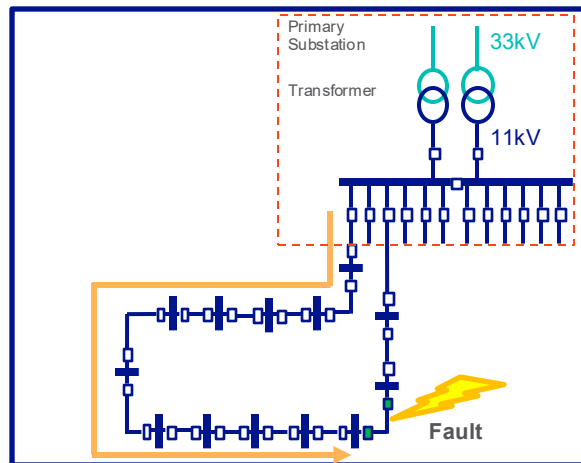 Primary
Substation
33kV
Transformer
11kV
Fault